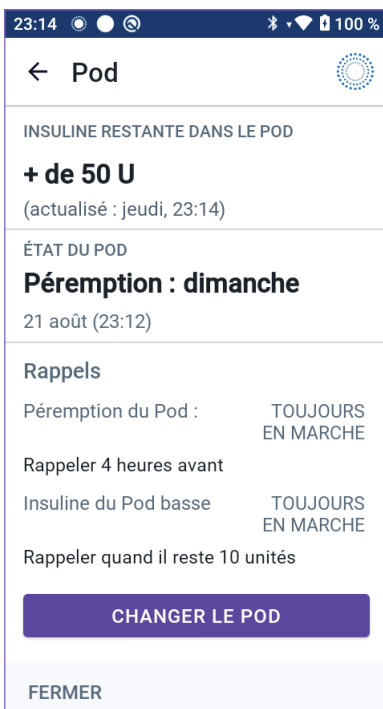 23:14 100 %
Pod
INSULINE RESTANTE DANS LE POD
+ de 50 U
(actualisé : jeudi, 23:14)
ÉTAT DU POD
Péremption : dimanche
21 août (23:12)
Rappels
Péremption du Pod : TOUJOURS
EN MARCHE
Rappeler 4 heures avant
Insuline du Pod basse TOUJOURS
EN MARCHE
Rappeler quand il reste 10 unités
CHANGER LE POD
FERMER